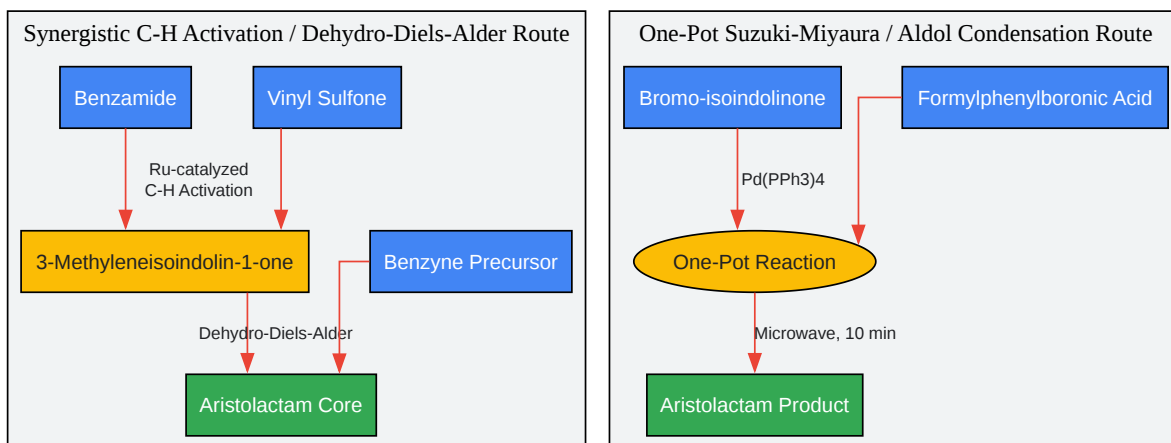 Synergistic C-H Activation / Dehydro-Diels-Alder Route
Benzamide
Vinyl Sulfone
Ru-catalyzed
C-H Activation
3-Methyleneisoindolin-1-one
Benzyne Precursor
Dehydro-Diels-Alder
Aristolactam Core
One-Pot Suzuki-Miyaura / Aldol Condensation Route
Bromo-isoindolinone
Formylphenylboronic Acid
Pd(PPh3)4
One-Pot Reaction
Microwave, 10 min
Aristolactam Product